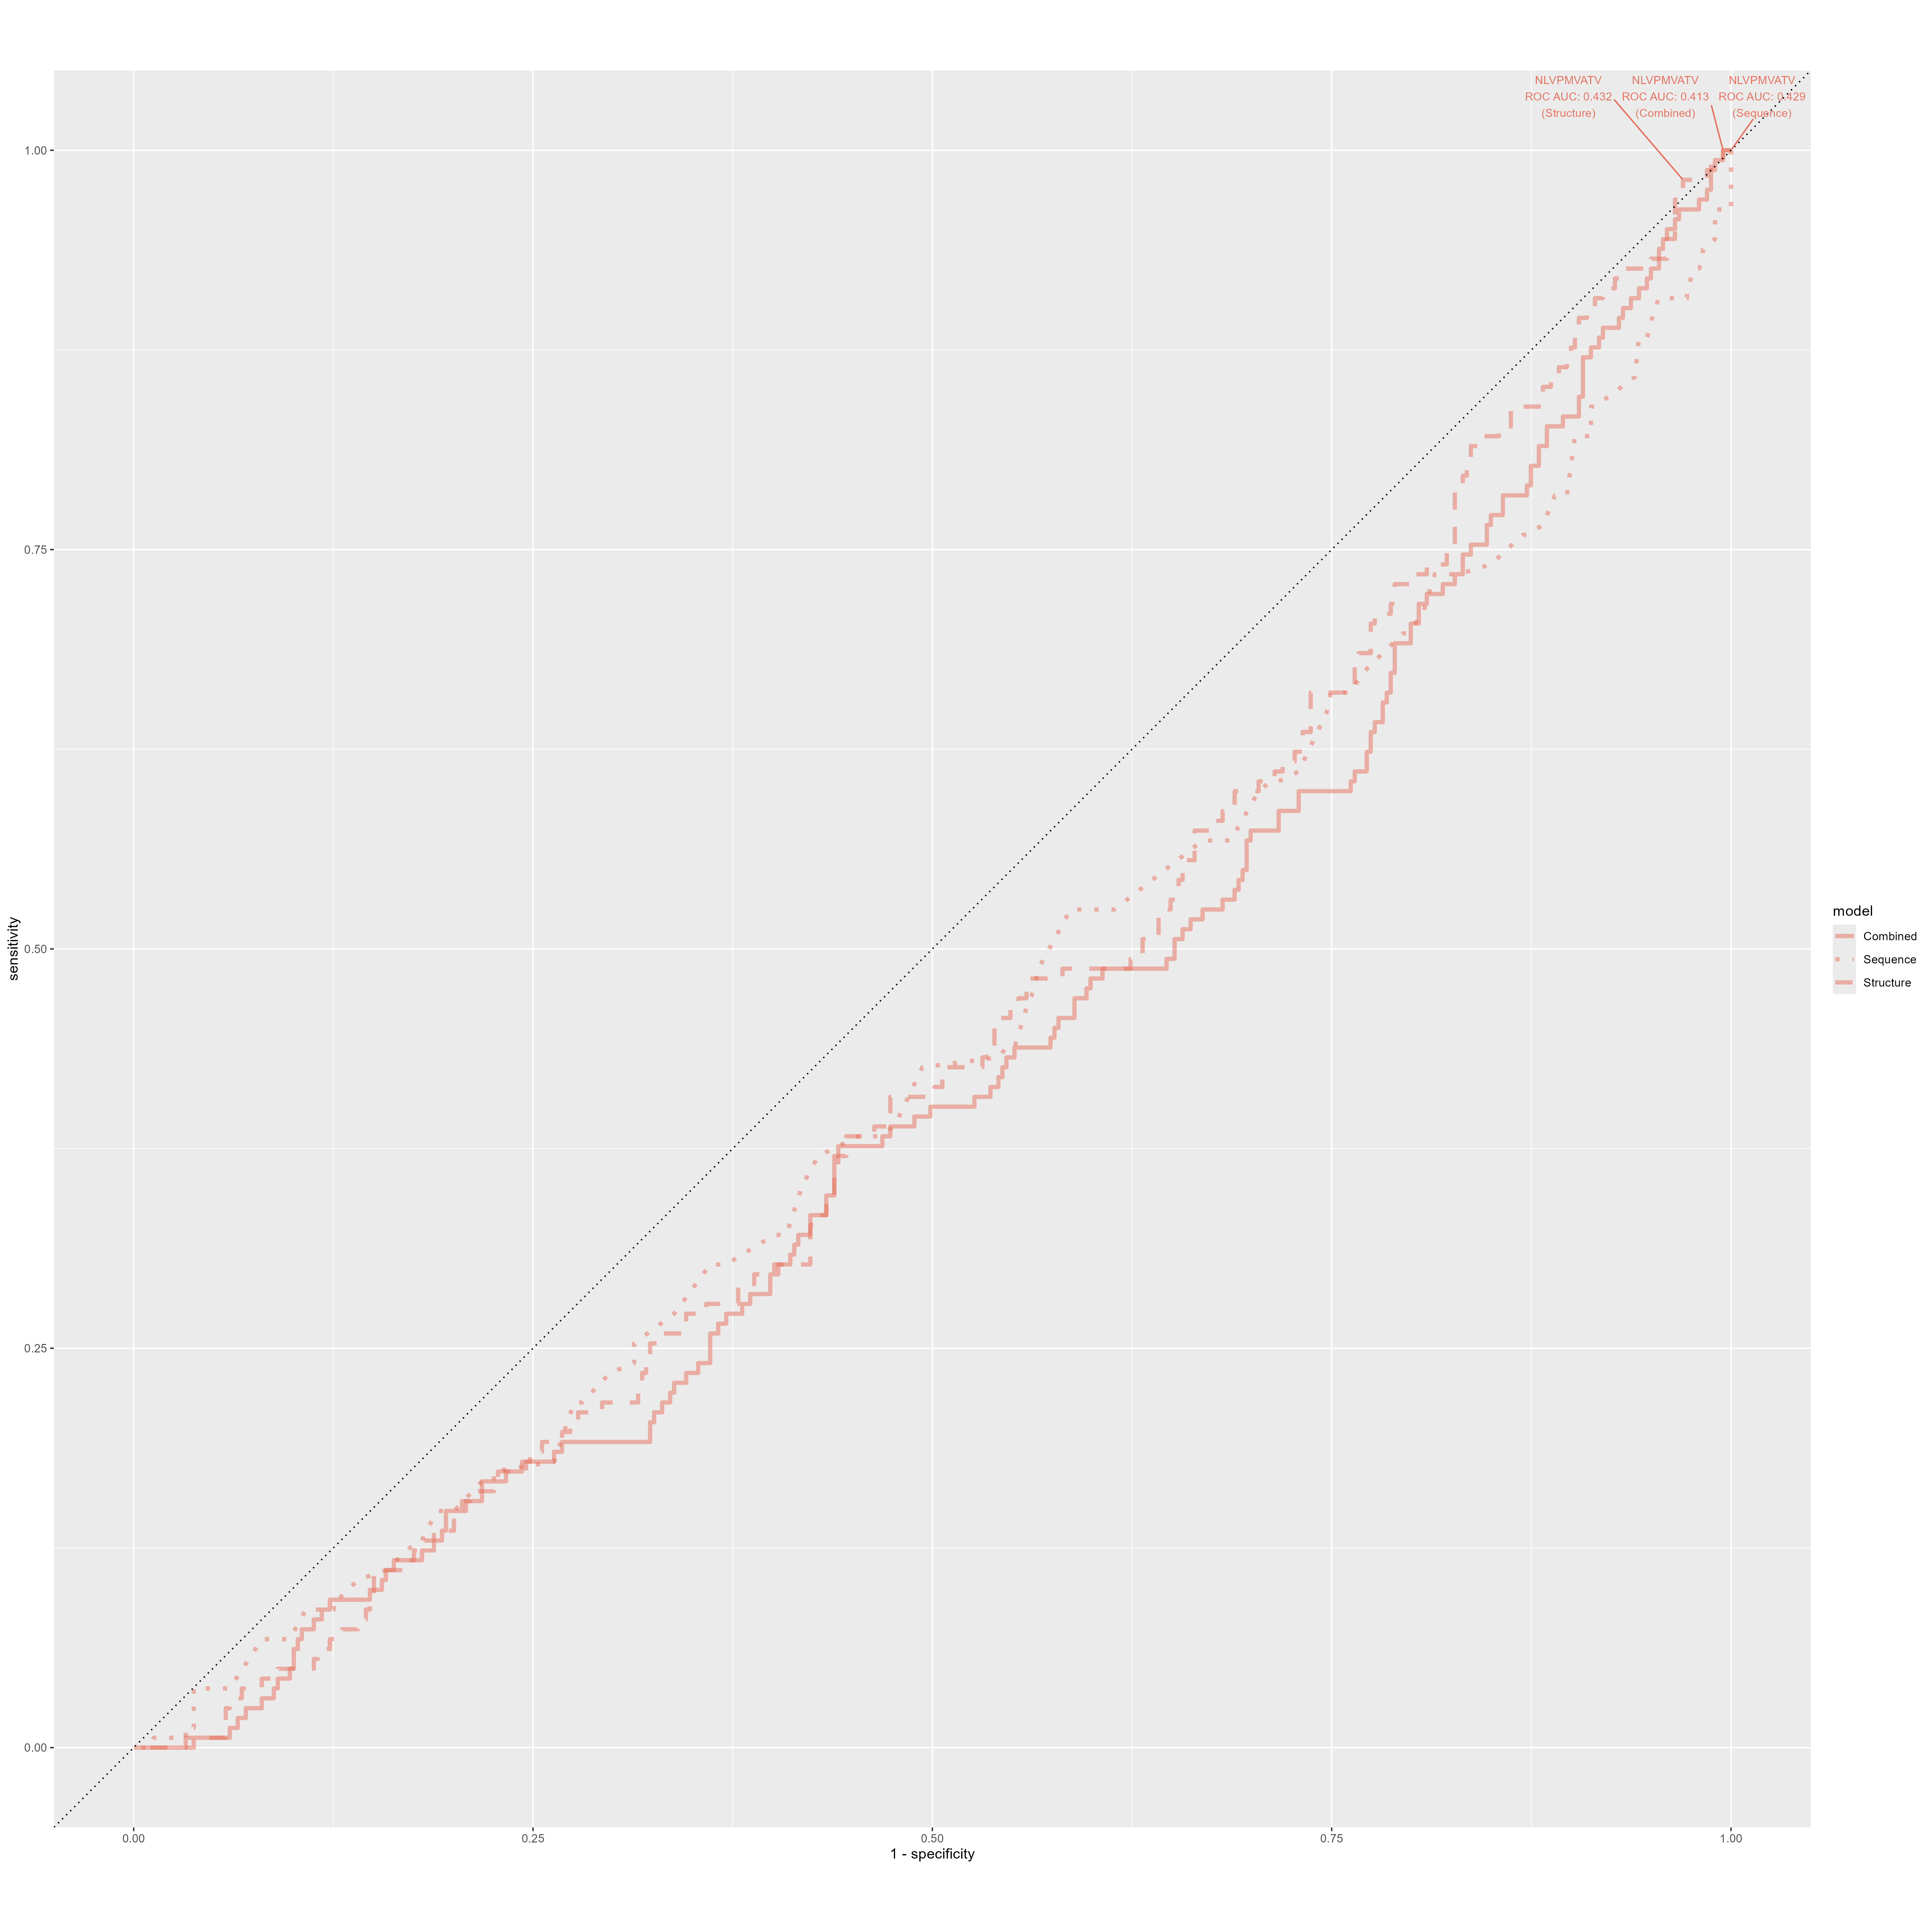 NLVPMVATV
ROC AUC: 0.432
(Structure)
NLVPMVATV
ROC AUC: 0.413
(Combined)
NLVPMVATV
ROC AUC: 0.429
(Sequence)
1.00
0.75
0.50
0.25
0.00
sensitivity
0.00
0.25
0.50
0.75
1.00
1 - specificity
model
Combined
Sequence
Structure